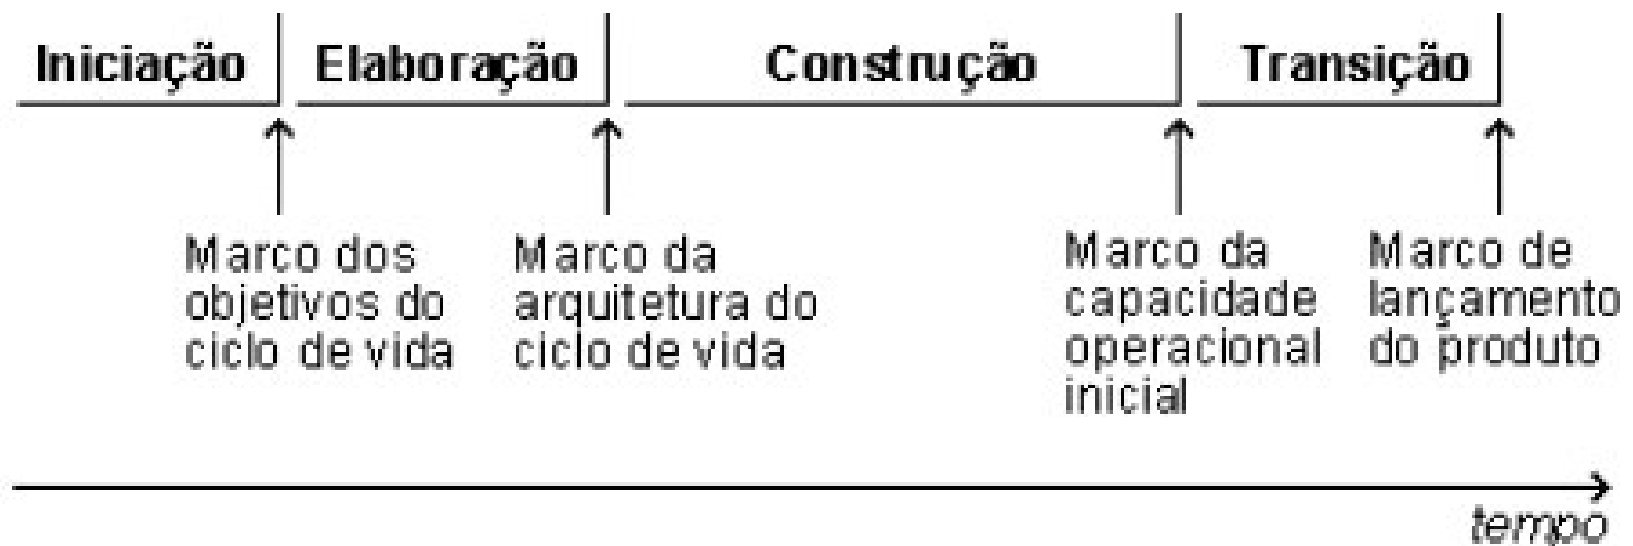 Iniciação
Elaboração
Construção
Transição
Marco dos
objetivos do
ciclo de vida
Marco da
arquitetura do
ciclo de vida
Marco da
capacidade
operacional
inicial
Marco de
lançamento
do produto
tempo